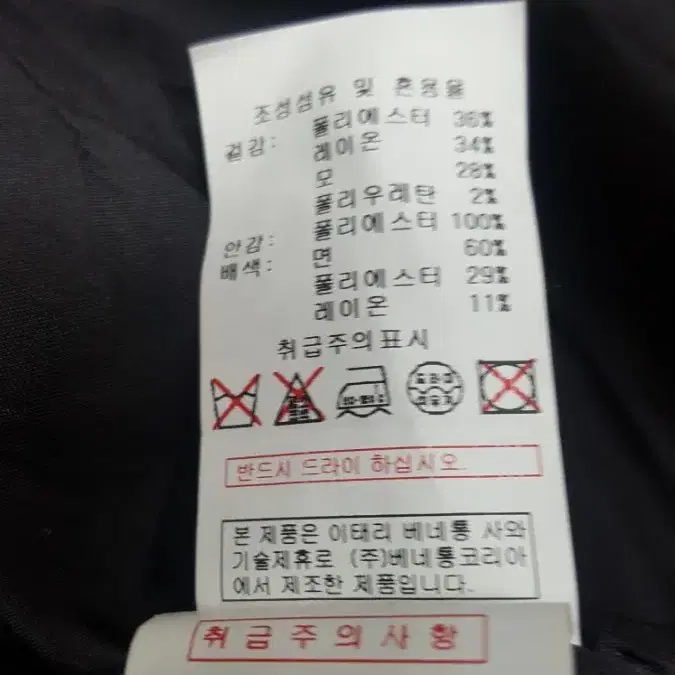 조성섬유 및 혼용율
겉감: 폴리에스터 36%
레이온 34%
모 28%
폴리우레탄 2%
안감: 폴리에스터 100%
배색: 면 60%
폴리에스터 29%
레이온 11%
취급주의표시
반드시 드라이 하십시오.
본 제품은 이태리 베네통 사와
기술제휴로 (주)베네통코리아
에서 제조한 제품입니다.
취급주의사항